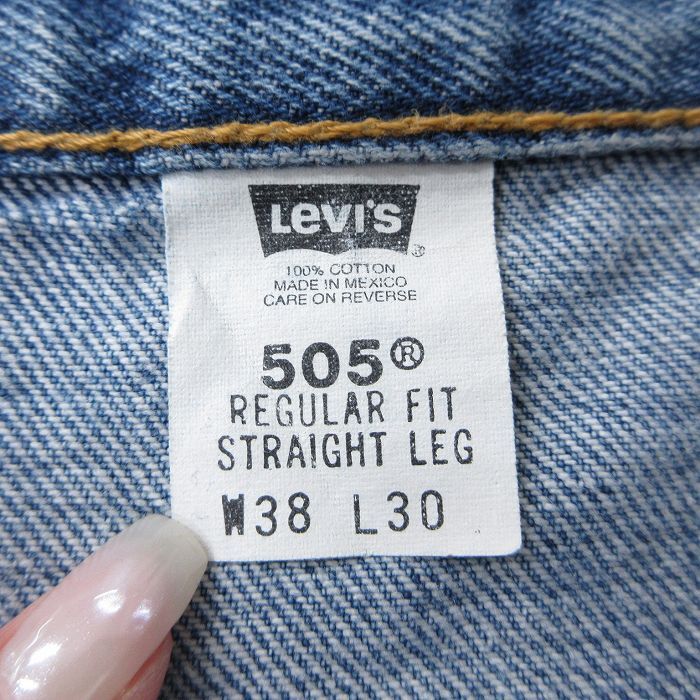 Levi's®
100% COTTON
MADE IN MEXICO
CARE ON REVERSE
505®
REGULAR FIT
STRAIGHT LEG
W38 L30